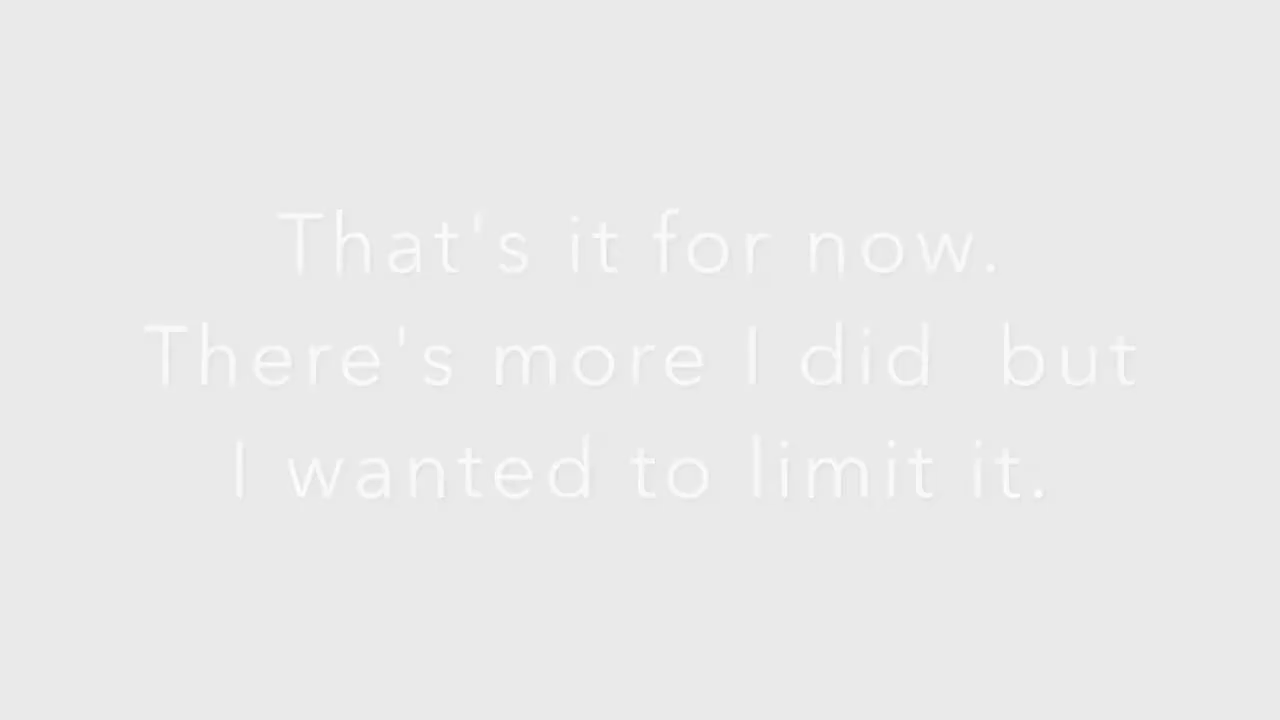 That's it for now.
There's more I did  but
I wanted to limit it.